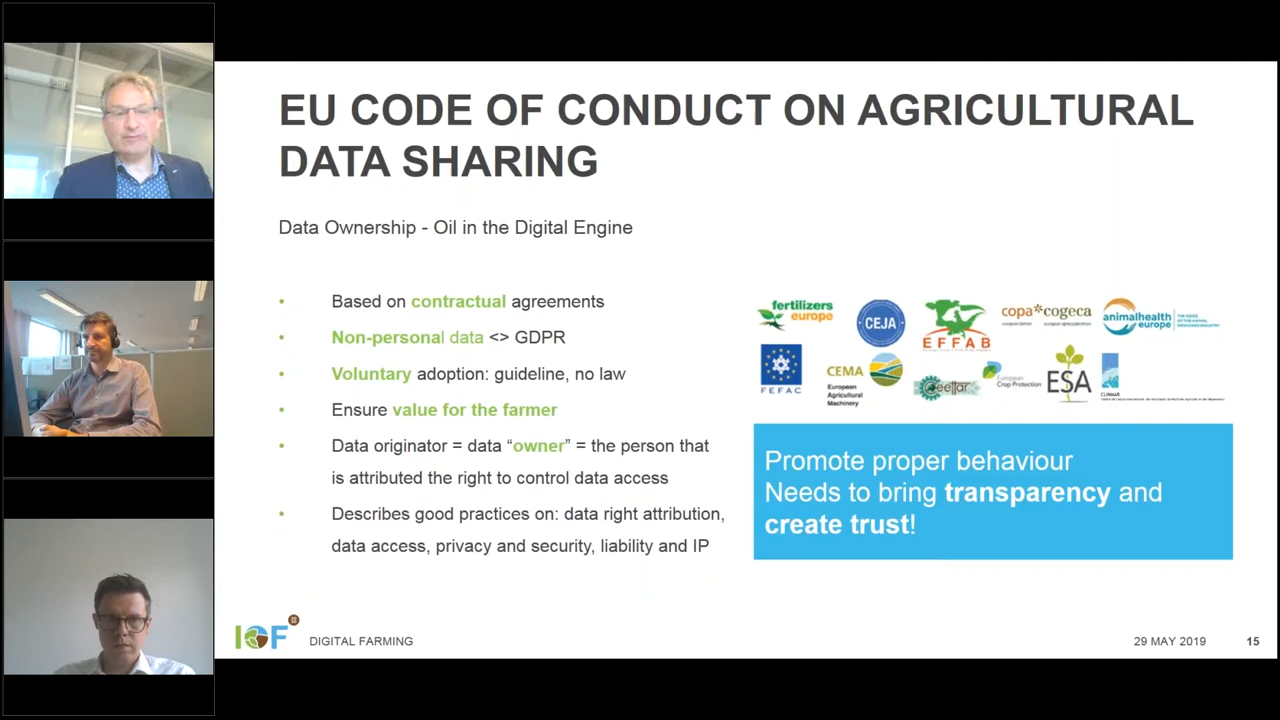 EU CODE OF CONDUCT ON AGRICULTURAL
DATA SHARING
Data Ownership - Oil in the Digital Engine
• Based on contractual agreements
• Non-personal data <> GDPR
• Voluntary adoption: guideline, no law
• Ensure value for the farmer
• Data originator = data “owner” = the person that
is attributed the right to control data access
• Describes good practices on: data right attribution,
data access, privacy and security, liability and IP
fertilizers
europe
CEJA
EFFAB
copa*cogeca
animalhealth
europe
FEFAC
CEMA
European
Agricultural
Machinery
ceettar
European
Crop Protection
ESA
CLIMMAR
Promote proper behaviour
Needs to bring transparency and
create trust!
IOF
DIGITAL FARMING
29 MAY 2019
15